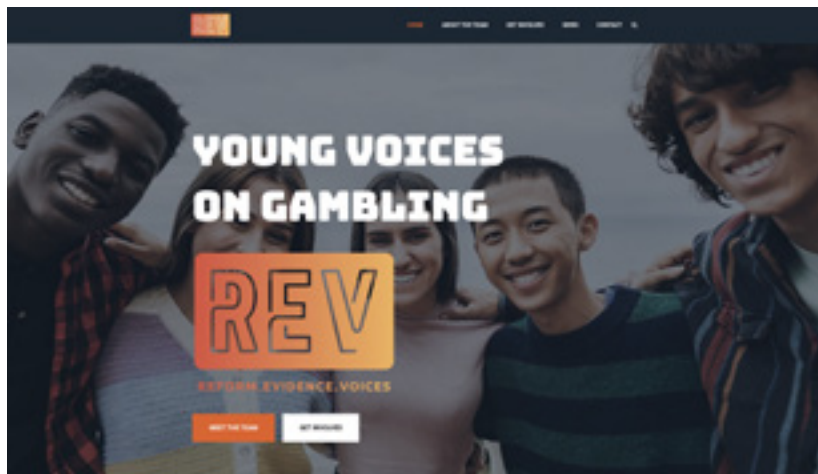 REV
HOME ABOUT THE TEAM GET INVOLVED NEWS CONTACT
YOUNG VOICES
ON GAMBLING
REV
REFORM.EVIDENCE.VOICES
MEET THE TEAM GET INVOLVED